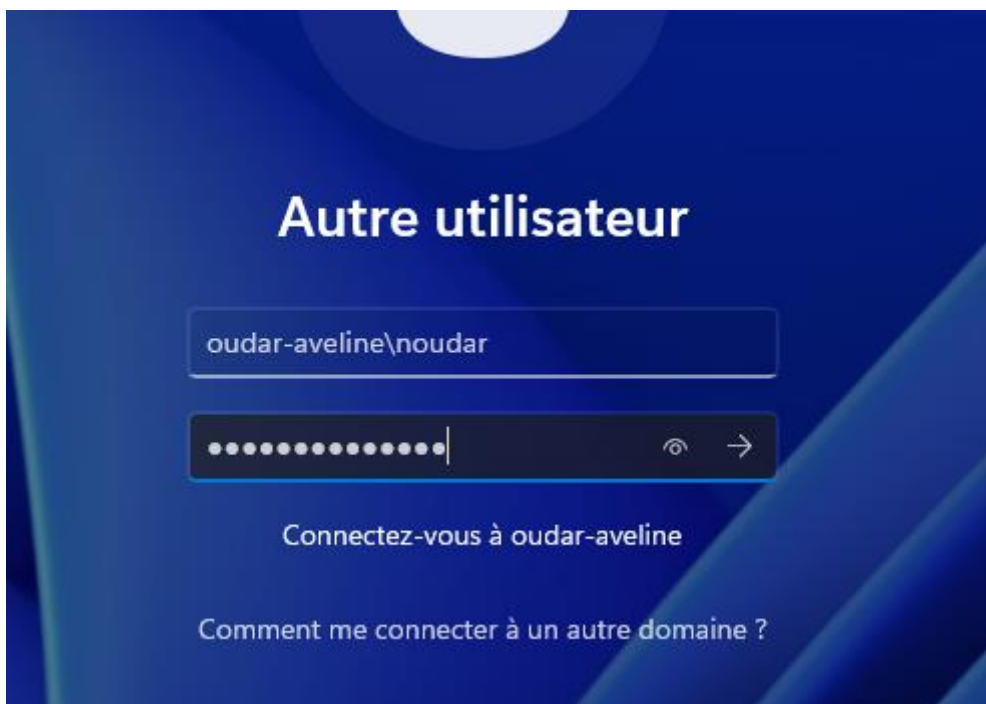 Autre utilisateur
oudar-aveline\noudar
••••••••••••••
Connectez-vous à oudar-aveline
Comment me connecter à un autre domaine ?